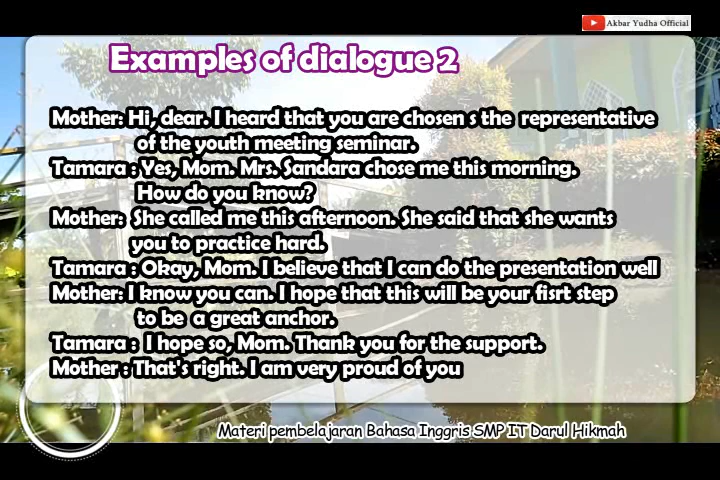 Akbar Yudha Official
Examples of dialogue 2
Mother: Hi, dear. I heard that you are chosen s the representative
of the youth meeting seminar.
Tamara : Yes, Mom. Mrs. Sandara chose me this morning.
How do you know?
Mother: She called me this afternoon. She said that she wants
you to practice hard.
Tamara : Okay, Mom. I believe that I can do the presentation well
Mother: I know you can. I hope that this will be your fisrt step
to be a great anchor.
Tamara : I hope so, Mom. Thank you for the support.
Mother : That's right. I am very proud of you
Materi pembelajaran Bahasa Inggris SMP IT Darul Hikmah